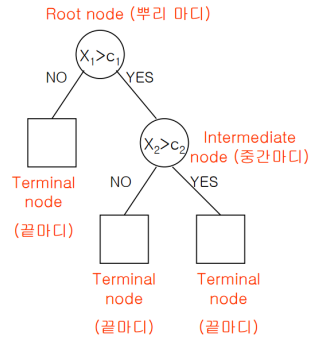 Root node (뿌리 마디)
X₁>c₁
NO YES
X₂>c₂
Intermediate
node (중간마디)
Terminal
node
(끝마디)
NO YES
Terminal
node
(끝마디)
Terminal
node
(끝마디)